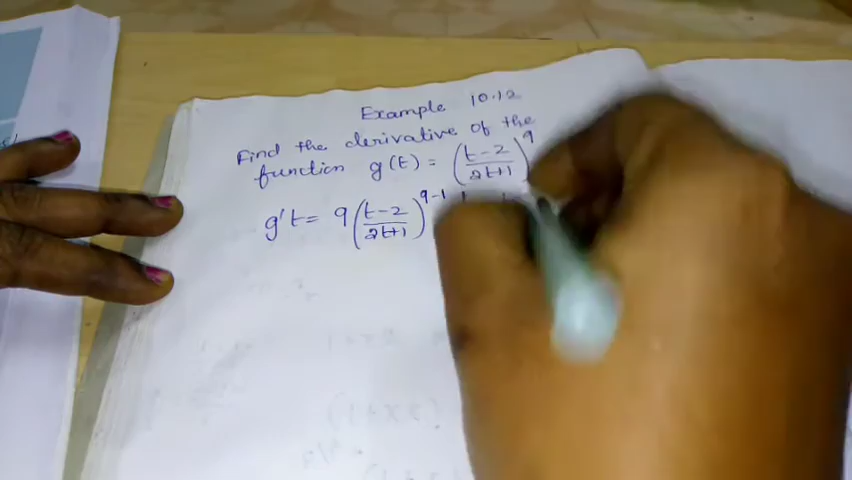 Example 10.12
Find the derivative of the
function g(t) = (t-2/2t+1)^9
g't = 9(t-2/2t+1)^9-1